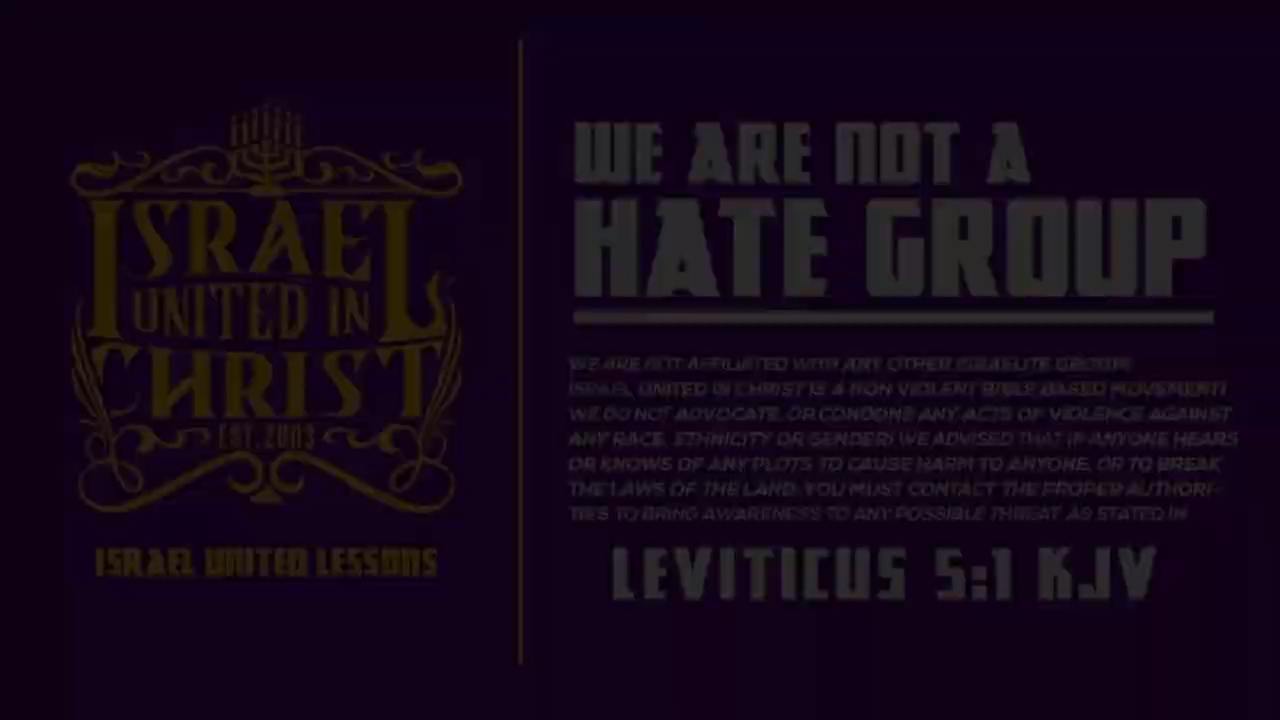 ISRAEL
UNITED IN
CHRIST
EST. 2003
ISRAEL UNITED LESSONS
WE ARE NOT A
HATE GROUP
WE ARE NOT AFFILIATED WITH ANY OTHER ISRAELITE GROUP!
ISRAEL UNITED IN CHRIST IS A NON VIOLENT BIBLE BASED MOVEMENT!
WE DO NOT ADVOCATE, OR CONDONE ANY ACTS OF VIOLENCE AGAINST
ANY RACE, ETHNICITY OR GENDER! WE ADVISED THAT IF ANYONE HEARS
OR KNOWS OF ANY PLOTS TO CAUSE HARM TO ANYONE, OR TO BREAK
THE LAWS OF THE LAND, YOU MUST CONTACT THE PROPER AUTHORI-
TIES TO BRING AWARENESS TO ANY POSSIBLE THREAT AS STATED IN
LEVITICUS 5:1 KJV